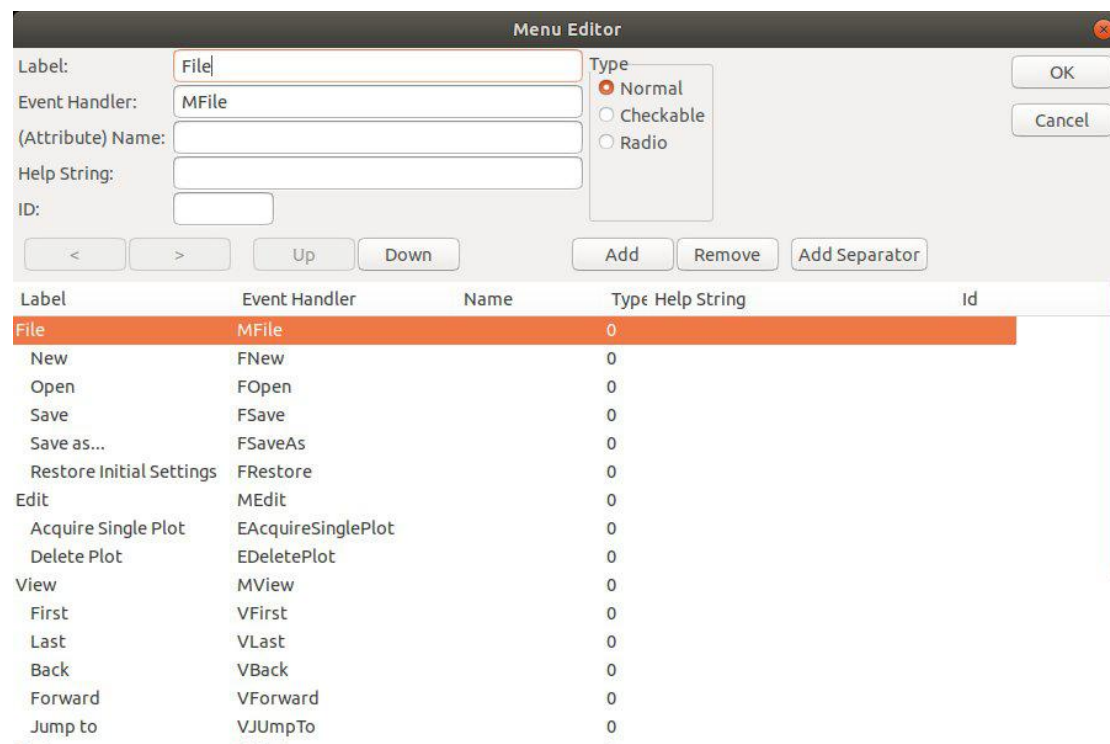 Menu Editor
Label: File
Type
OK
Normal
Event Handler: MFile
Checkable
Cancel
(Attribute) Name:
Radio
Help String:
ID:
< > Up Down Add Remove Add Separator
Label Event Handler Name Type Help String Id
File MFile 0
New FNew 0
Open FOpen 0
Save FSave 0
Save as... FSaveAs 0
Restore Initial Settings FRestore 0
Edit MEdit 0
Acquire Single Plot EAcquireSinglePlot 0
Delete Plot EDeletePlot 0
View MView 0
First VFirst 0
Last VLast 0
Back VBack 0
Forward VForward 0
Jump to VJUmpTo 0